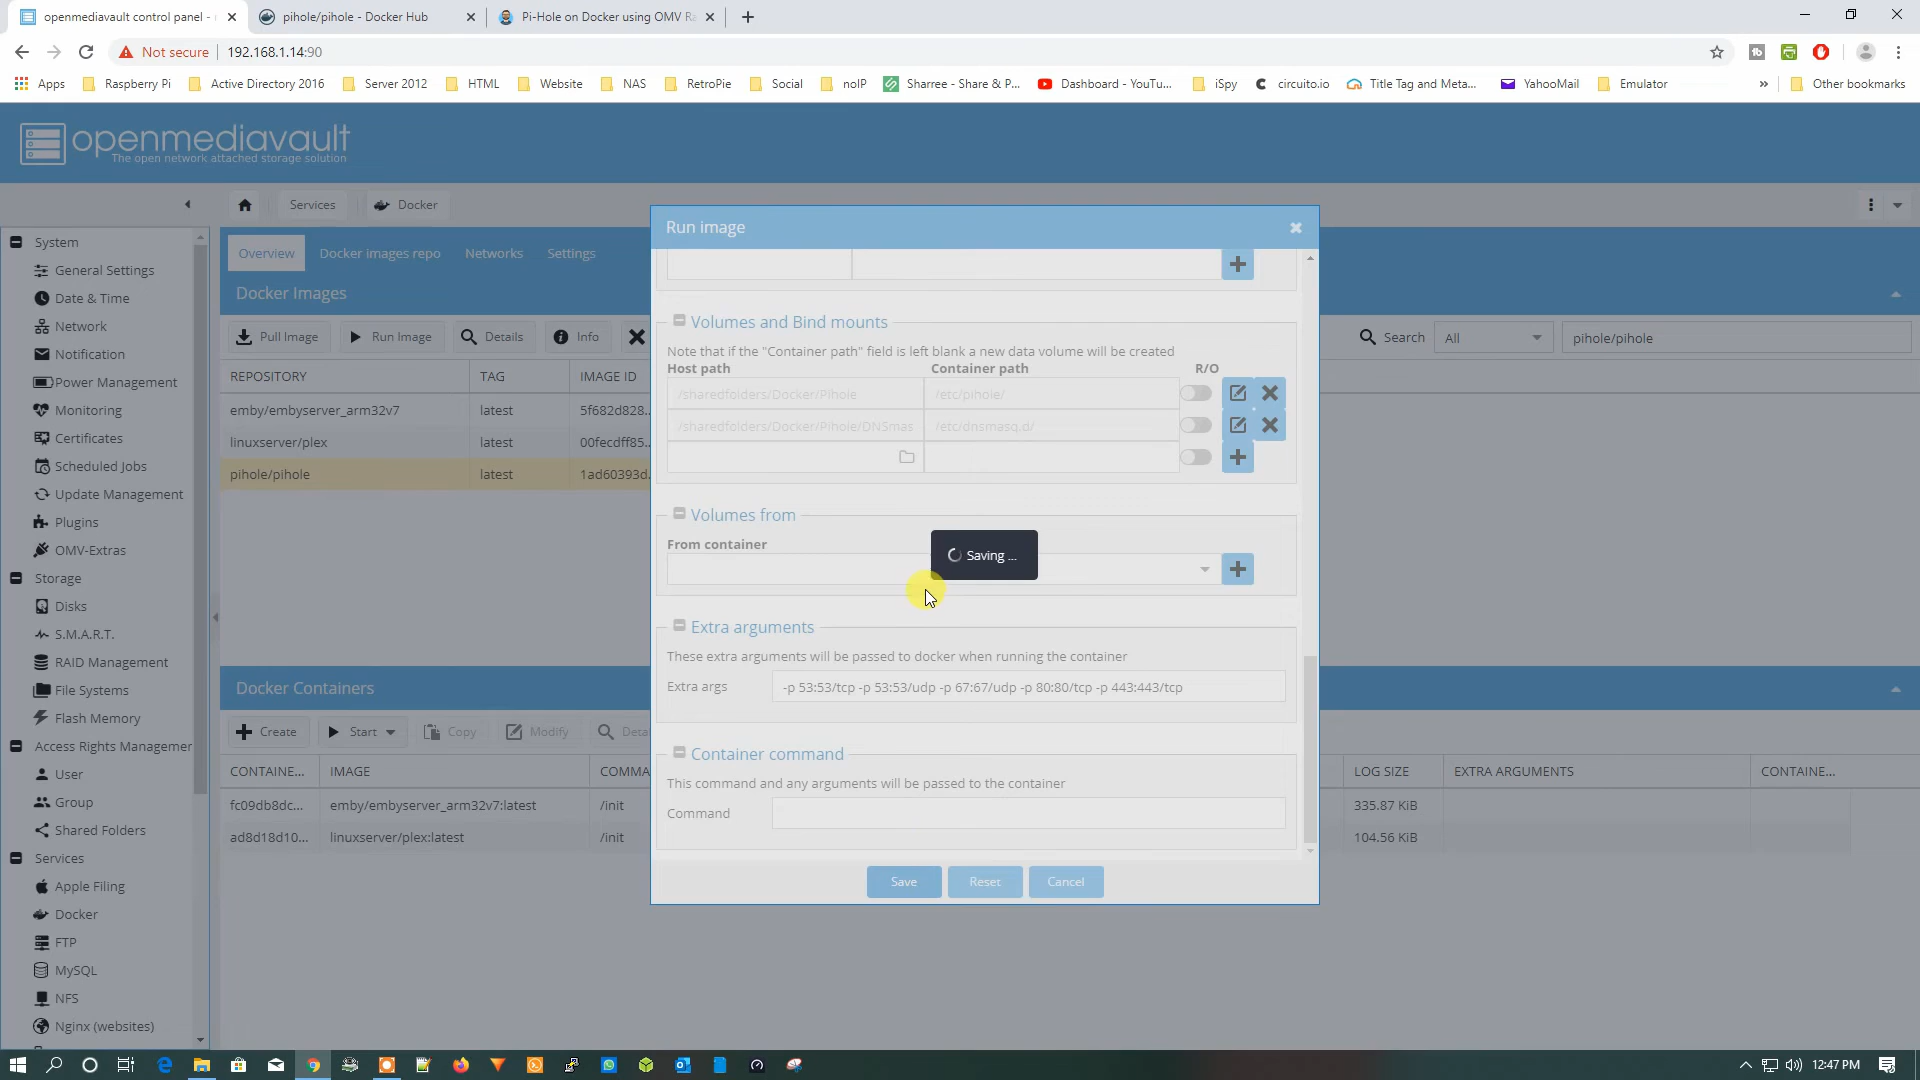 openmediavault control panel -
pihole/pihole - Docker Hub
Pi-Hole on Docker using OMV Ra
Not secure
192.168.1.14:90
Apps
Raspberry Pi
Active Directory 2016
Server 2012
HTML
Website
NAS
RetroPie
Social
noIP
Sharree - Share & P...
Dashboard - YouTu...
iSpy
circuito.io
Title Tag and Meta...
YahooMail
Emulator
»
Other bookmarks
openmediavault
The open network attached storage solution
Services
Docker
System
General Settings
Date & Time
Network
Notification
Power Management
Monitoring
Certificates
Scheduled Jobs
Update Management
Plugins
OMV-Extras
Storage
Disks
S.M.A.R.T.
RAID Management
File Systems
Flash Memory
Access Rights Managemer
User
Group
Shared Folders
Services
Apple Filing
Docker
FTP
MySQL
NFS
Nginx (websites)
Overview
Docker images repo
Networks
Settings
Docker Images
Pull Image
Run Image
Details
Info
Search
All
pihole/pihole
REPOSITORY TAG IMAGE ID
emby/embyserver_arm32v7 latest 5f682d828...
linuxserver/plex latest 00fecdff85...
pihole/pihole latest 1ad60393d...
Run image
Volumes and Bind mounts
Note that if the "Container path" field is left blank a new data volume will be created
Host path Container path R/O
/sharedfolders/Docker/Pihole /etc/pihole/
/sharedfolders/Docker/Pihole/DNSmas /etc/dnsmasq.d/
Volumes from
From container
Saving ...
Extra arguments
These extra arguments will be passed to docker when running the container
Extra args -p 53:53/tcp -p 53:53/udp -p 67:67/udp -p 80:80/tcp -p 443:443/tcp
Container command
This command and any arguments will be passed to the container
Command
Save
Reset
Cancel
Docker Containers
Create
Start
Copy
Modify
Deta
CONTAINE... IMAGE COMMA LOG SIZE EXTRA ARGUMENTS CONTAINE...
fc09db8dc... emby/embyserver_arm32v7:latest /init 335.87 KiB
ad8d18d10... linuxserver/plex:latest /init 104.56 KiB
12:47 PM